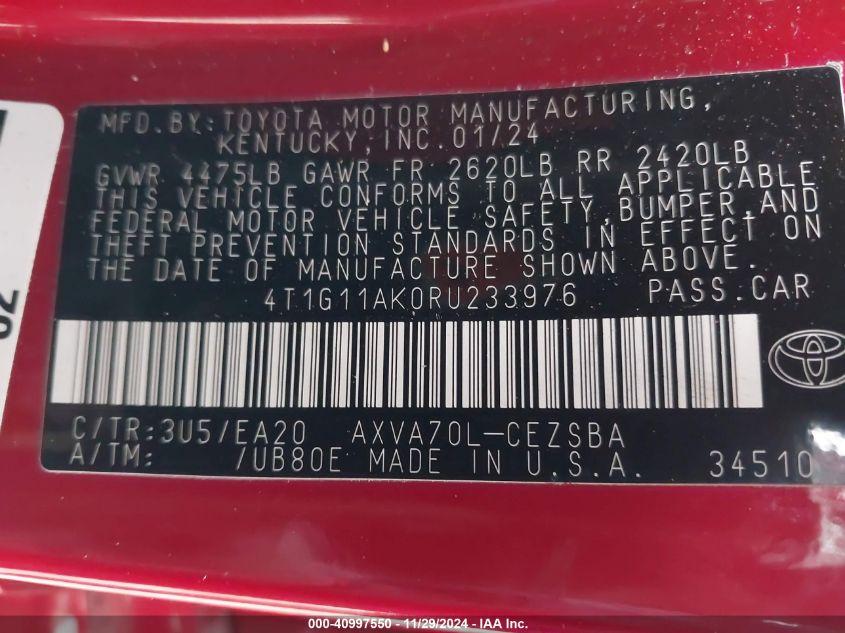 MFD. BY: TOYOTA MOTOR MANUFACTURING,
KENTUCKY, INC. 01/24
GVWR 4475LB GAWR FR 2620LB RR 2420LB
THIS VEHICLE CONFORMS TO ALL APPLICABLE
FEDERAL MOTOR VEHICLE SAFETY, BUMPER, AND
THEFT PREVENTION STANDARDS IN EFFECT ON
THE DATE OF MANUFACTURE SHOWN ABOVE.
4T1G11AK0RU233976 PASS.CAR
C/TR: 3U5/EA20 AXVA70L-CEZSBA
A/TM: /UB80E MADE IN U.S.A. 34510
02
000-40997550 - 11/29/2024 - IAA Inc.